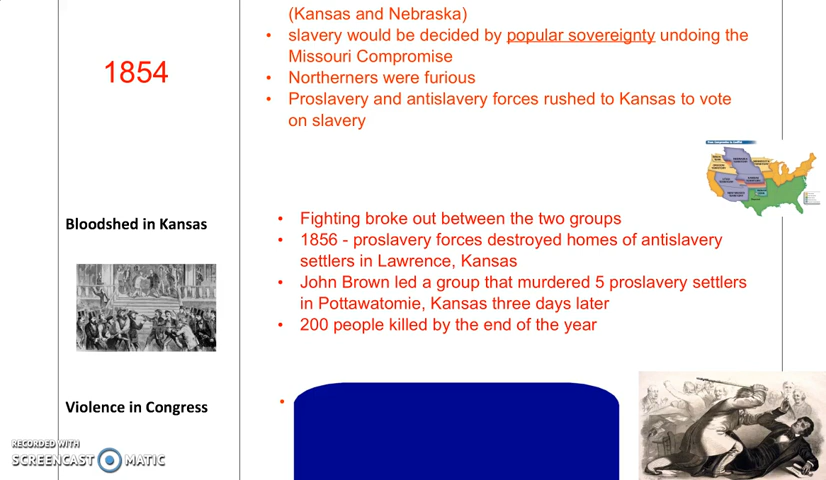 (Kansas and Nebraska)
• slavery would be decided by popular sovereignty undoing the
Missouri Compromise
1854
• Northerners were furious
• Proslavery and antislavery forces rushed to Kansas to vote
on slavery
Bloodshed in Kansas
• Fighting broke out between the two groups
• 1856 - proslavery forces destroyed homes of antislavery
settlers in Lawrence, Kansas
• John Brown led a group that murdered 5 proslavery settlers
in Pottawatomie, Kansas three days later
• 200 people killed by the end of the year
Violence in Congress
•
RECORDED WITH
SCREENCAST MATIC